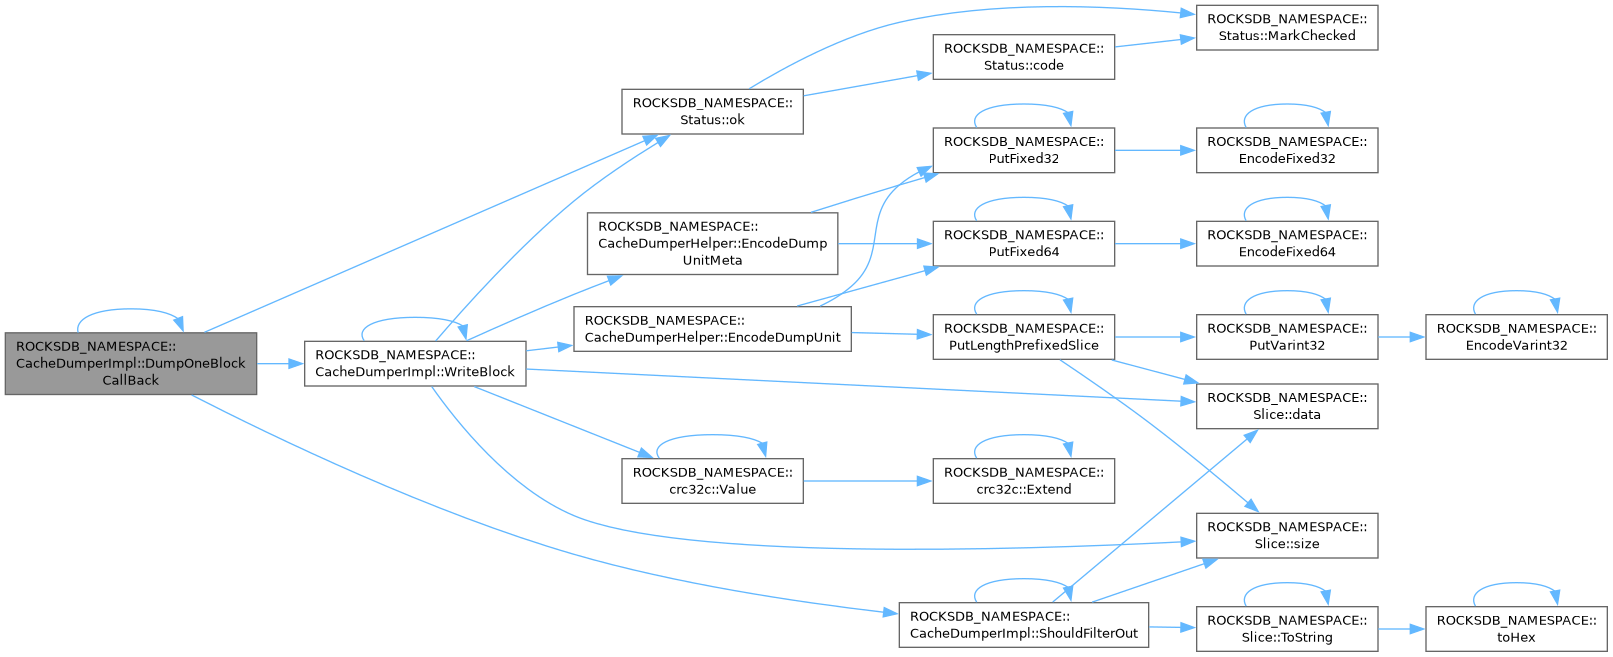 ROCKSDB_NAMESPACE::
CacheDumperImpl::DumpOneBlock
CallBack
ROCKSDB_NAMESPACE::
CacheDumperImpl::WriteBlock
ROCKSDB_NAMESPACE::
Status::ok
ROCKSDB_NAMESPACE::
CacheDumperHelper::EncodeDump
UnitMeta
ROCKSDB_NAMESPACE::
CacheDumperHelper::EncodeDumpUnit
ROCKSDB_NAMESPACE::
crc32c::Value
ROCKSDB_NAMESPACE::
Status::code
ROCKSDB_NAMESPACE::
PutFixed32
ROCKSDB_NAMESPACE::
PutFixed64
ROCKSDB_NAMESPACE::
PutLengthPrefixedSlice
ROCKSDB_NAMESPACE::
crc32c::Extend
ROCKSDB_NAMESPACE::
CacheDumperImpl::ShouldFilterOut
ROCKSDB_NAMESPACE::
Status::MarkChecked
ROCKSDB_NAMESPACE::
EncodeFixed32
ROCKSDB_NAMESPACE::
EncodeFixed64
ROCKSDB_NAMESPACE::
PutVarint32
ROCKSDB_NAMESPACE::
Slice::data
ROCKSDB_NAMESPACE::
Slice::size
ROCKSDB_NAMESPACE::
Slice::ToString
ROCKSDB_NAMESPACE::
EncodeVarint32
ROCKSDB_NAMESPACE::
toHex